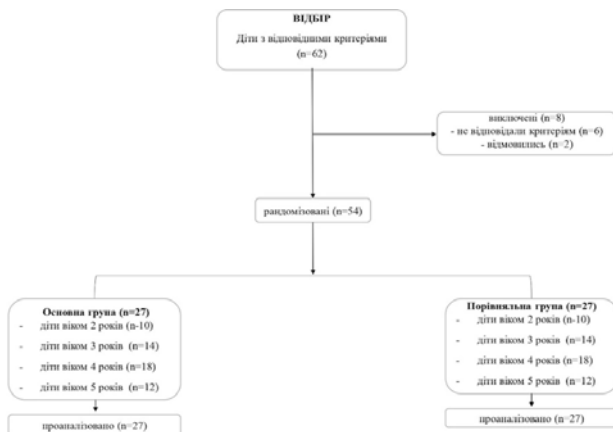 ВІДБІР
Діти з відповідними критеріями
(n=62)
виключені (n=8)
- не відповідали критеріям (n=6)
- відмовились (n=2)
рандомізовані (n=54)
Основна група (n=27)
- діти віком 2 років (n-10)
- діти віком 3 років (n=14)
- діти віком 4 років (n=18)
- діти віком 5 років (n=12)
Порівняльна група (n=27)
- діти віком 2 років (n-10)
- діти віком 3 років (n=14)
- діти віком 4 років (n=18)
- діти віком 5 років (n=12)
проаналізовано (n=27)
проаналізовано (n=27)